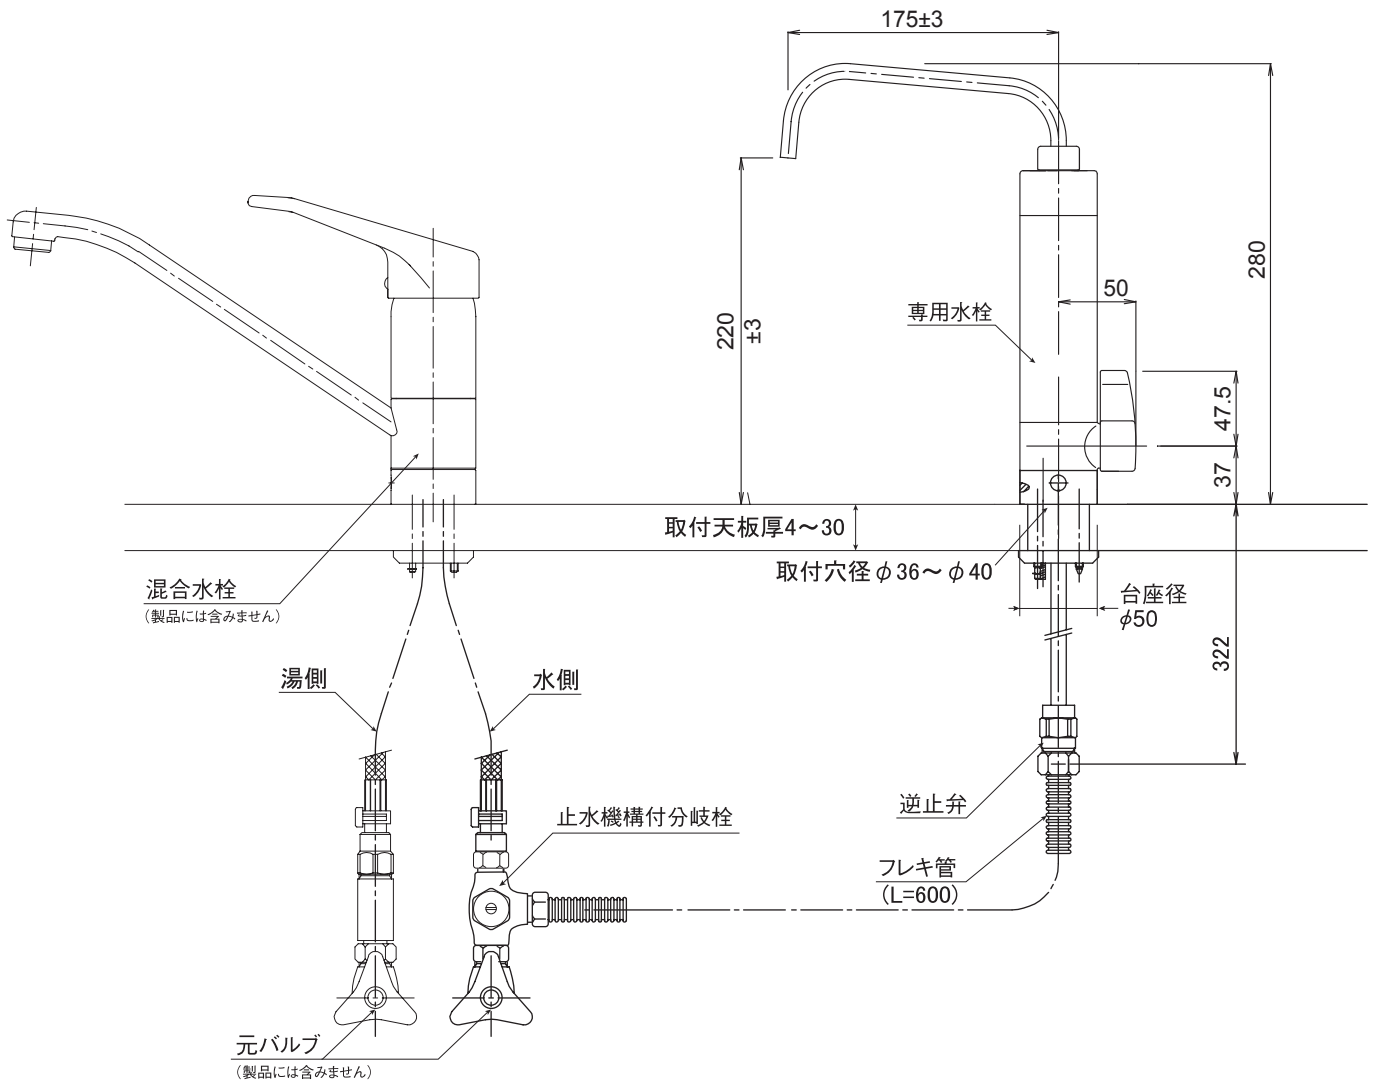 175±3
280
50
専用水栓
220
±3
47.5
37
取付天板厚4～30
取付穴径φ36～φ40
混合水栓
（製品には含みません）
台座径
φ50
322
湯側
水側
逆止弁
止水機構付分岐栓
フレキ管
（L=600）
元バルブ
（製品には含みません）